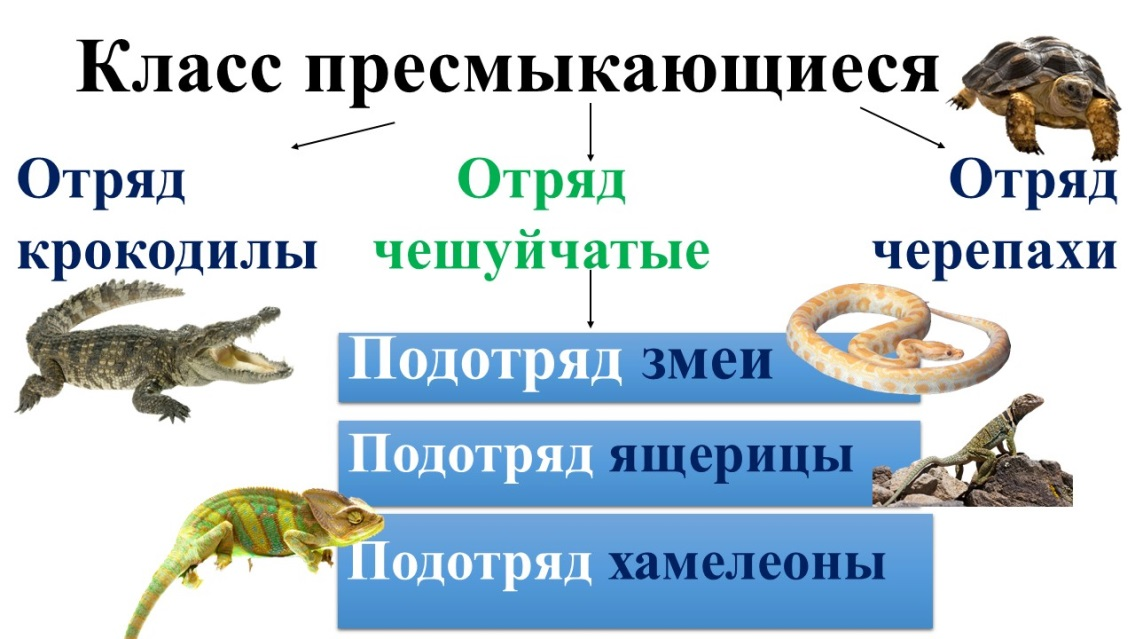 Класс пресмыкающиеся
Отряд
крокодилы
Отряд
чешуйчатые
Отряд
черепахи
Подотряд змеи
Подотряд ящерицы
Подотряд хамелеоны